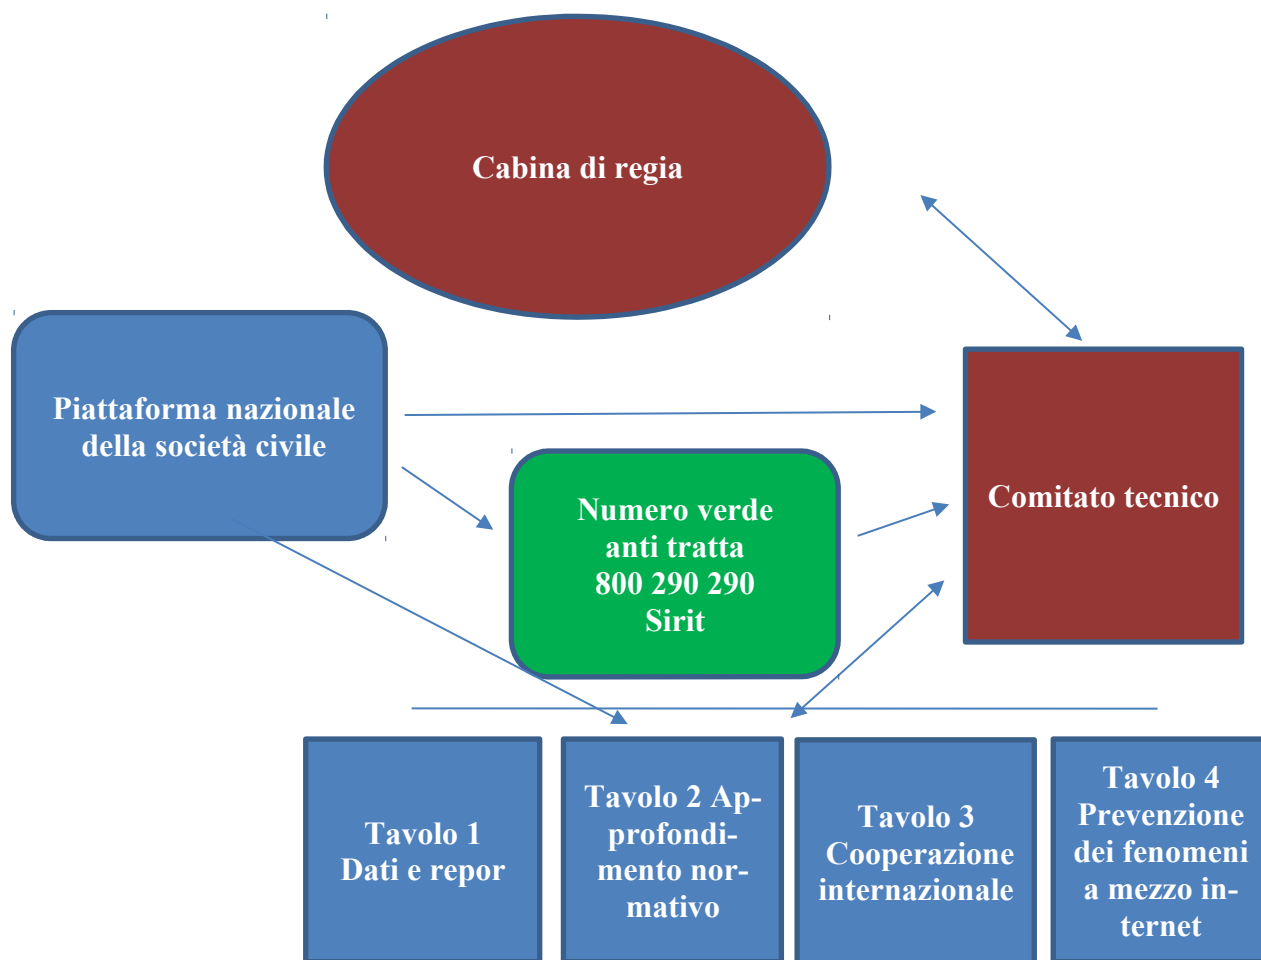 Cabina di regia
Piattaforma nazionale
della società civile
Numero verde
anti tratta
800 290 290
Sirit
Comitato tecnico
Tavolo 1
Dati e repor
Tavolo 2 Ap-
profondi-
mento nor-
mativo
Tavolo 3
Cooperazione
internazionale
Tavolo 4
Prevenzione
dei fenomeni
a mezzo in-
ternet